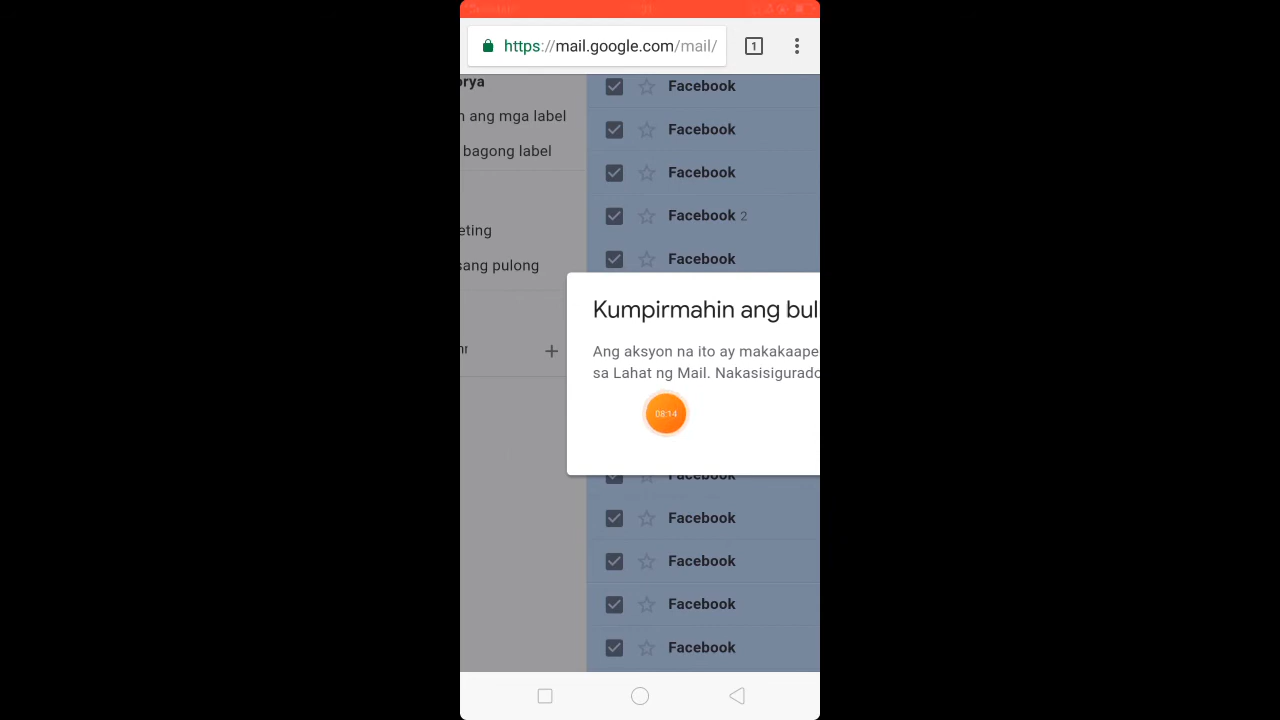 https://mail.google.com/mail/
1
orya
n ang mga label
bagong label
eting
sang pulong
Facebook
Facebook
Facebook
Facebook 2
Facebook
Kumpirmahin ang bul
Ang aksyon na ito ay makakaape
sa Lahat ng Mail. Nakasisigurado
08:14
Facebook
Facebook
Facebook
Facebook
Facebook